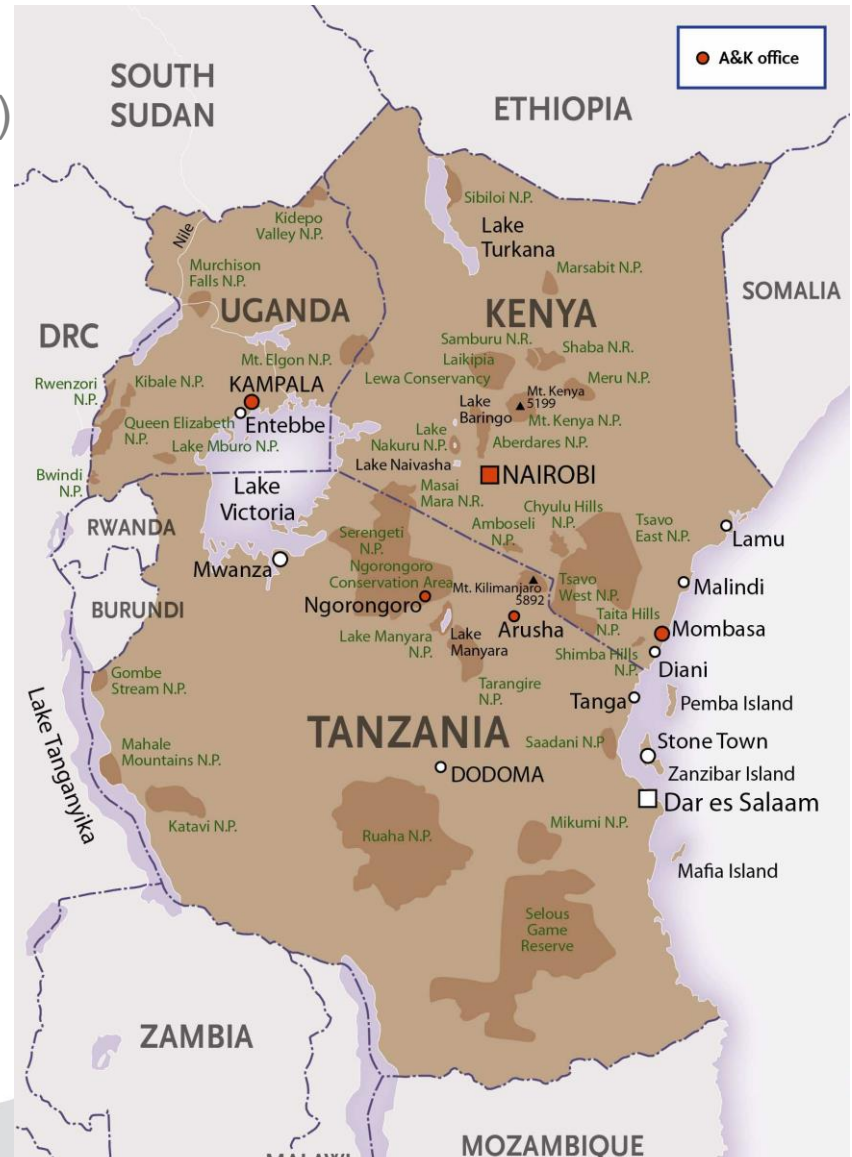 A&K office
SOUTH
SUDAN
ETHIOPIA
)
Sibiloi N.P.
Kidepo
Valley N.P.
Nile
Lake
Turkana
Murchison
Falls N.P.
Marsabit N.P.
SOMALIA
UGANDA
KENYA
DRC
Samburu N.R.
Shaba N.R.
Mt. Elgon N.P.
Laikipia
Lewa Conservancy
Meru N.P.
Rwenzori
N.P.
Kibale N.P.
KAMPALA
Mt. Kenya
5199
Lake
Baringo
Mt. Kenya N.P.
Queen Elizabeth
N.P.
Entebbe
Lake
Nakuru N.P.
Aberdares N.P.
Lake Mburo N.P.
Lake Naivasha
NAIROBI
Bwindi
N.P.
Lake
Victoria
Masai
Mara N.R.
Chyulu Hills
N.P.
RWANDA
Serengeti
N.P.
Amboseli
N.P.
Tsavo
East N.P.
Lamu
Mwanza
Ngorongoro
Conservation Area
Mt. Kilimanjaro
5892
Tsavo
West N.P.
Malindi
BURUNDI
Ngorongoro
Arusha
Taita Hills
N.P.
Mombasa
Lake Manyara
N.P.
Lake
Manyara
Shimba Hills
N.P.
Diani
Gombe
Stream N.P.
Tarangire
N.P.
Tanga
Pemba Island
Lake Tanganyika
Mahale
Mountains N.P.
TANZANIA
Saadani N.P
Stone Town
DODOMA
Zanzibar Island
Dar es Salaam
Katavi N.P.
Ruaha N.P.
Mikumi N.P.
Mafia Island
Selous
Game
Reserve
ZAMBIA
MOZAMBIQUE
MALAWI